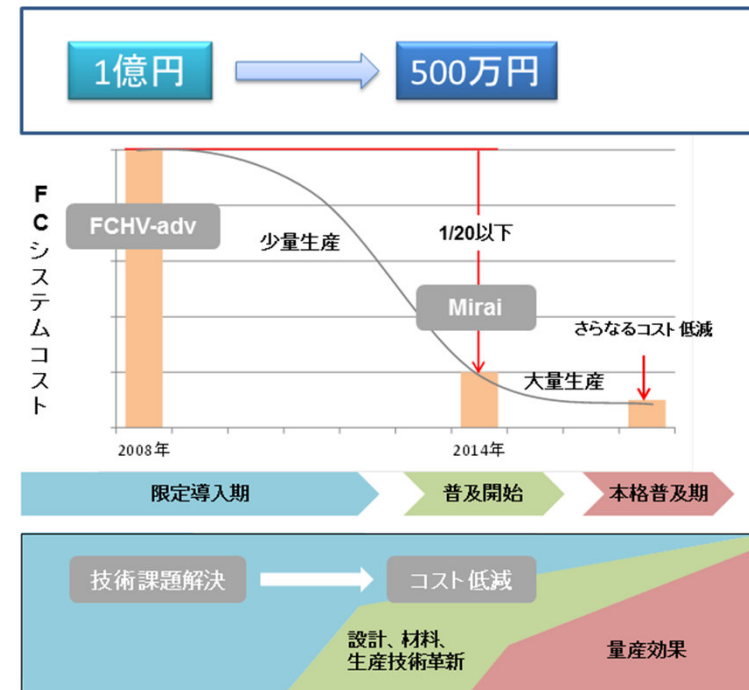 1億円
500万円
FCシステムコスト
FCHV-adv
少量生産
1/20以下
Mirai
さらなるコスト低減
大量生産
2008年
2014年
限定導入期
普及開始
本格普及期
技術課題解決
コスト低減
設計、材料、
生産技術革新
量産効果